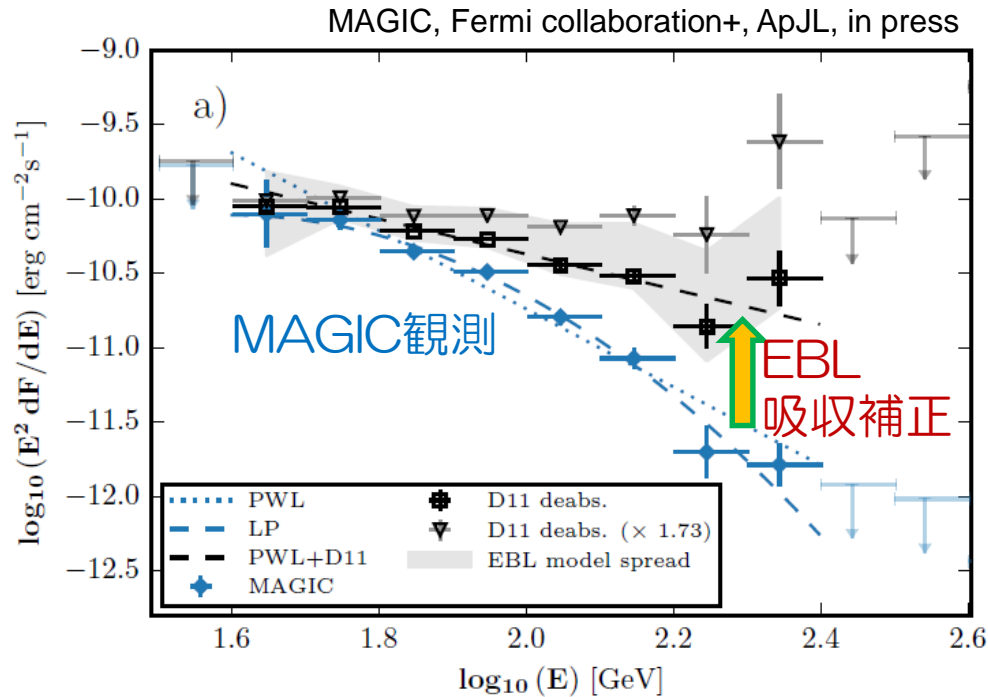 MAGIC, Fermi collaboration+, ApJL, in press
a)
log₁₀(E² dF/dE) [erg cm⁻²s⁻¹]
−9.0
−9.5
−10.0
−10.5
−11.0
−11.5
−12.0
−12.5
MAGIC観測
EBL
吸収補正
PWL
LP
PWL+D11
MAGIC
D11 deabs.
D11 deabs. (× 1.73)
EBL model spread
1.6
1.8
2.0
2.2
2.4
2.6
log₁₀(E) [GeV]